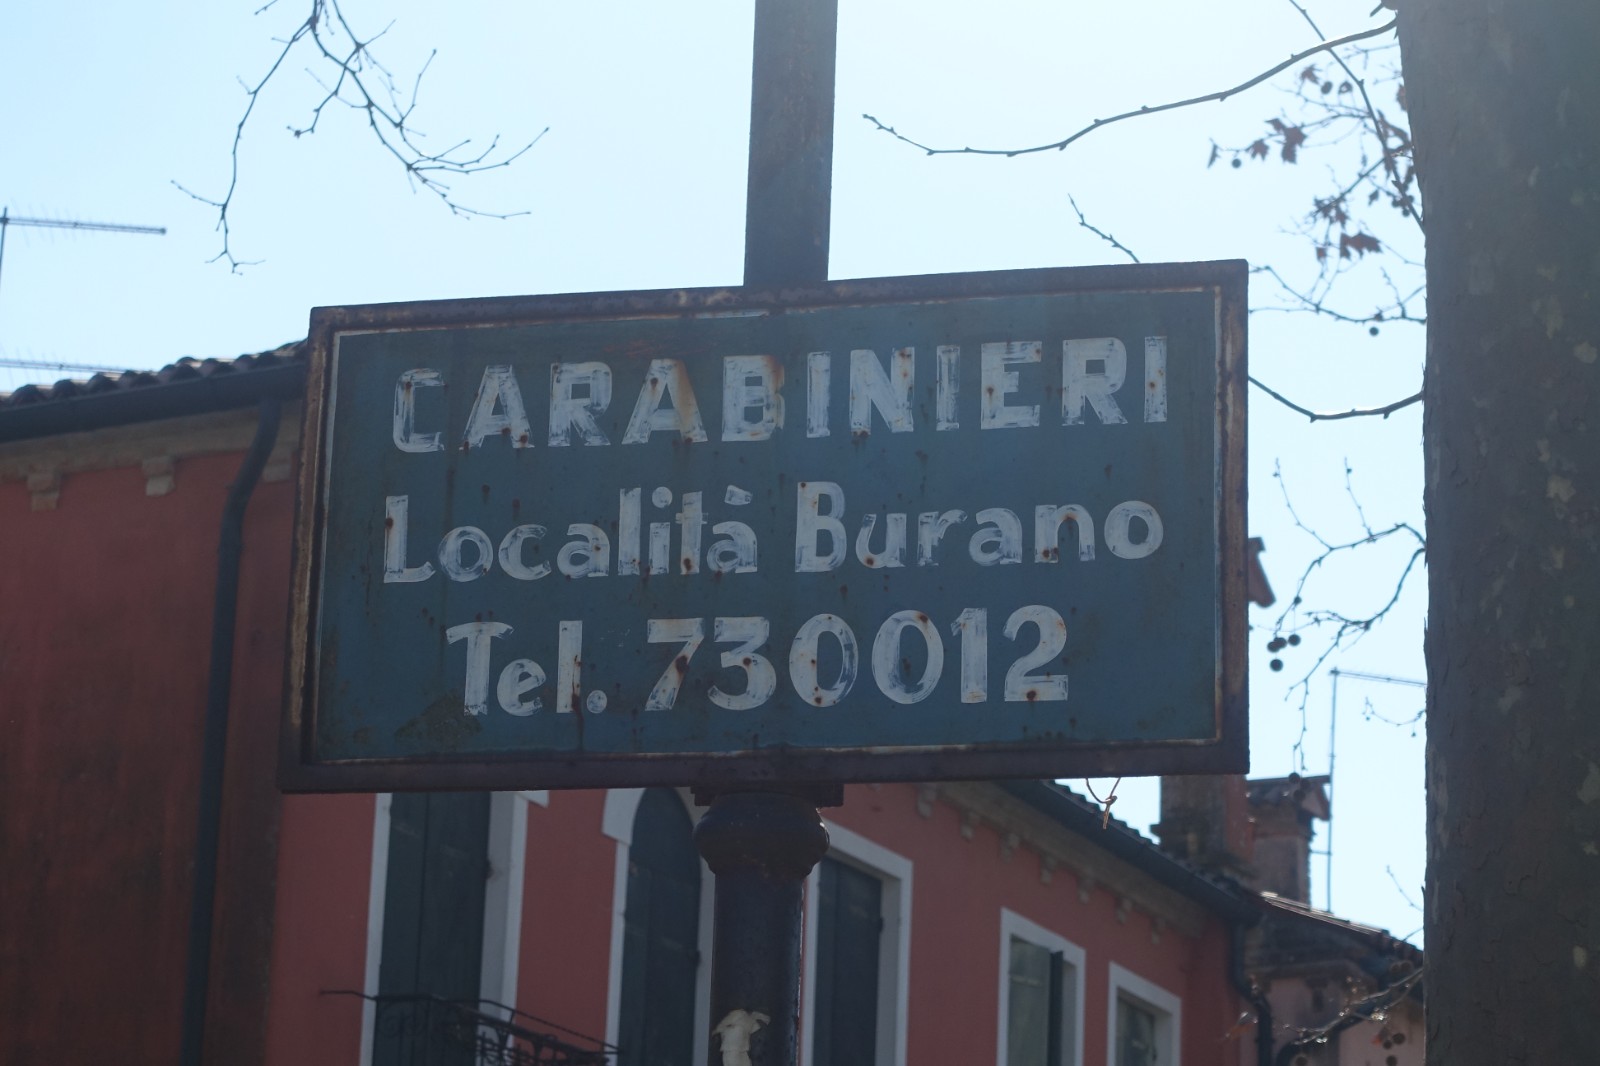 CARABINIERI
Località Burano
Tel. 730012